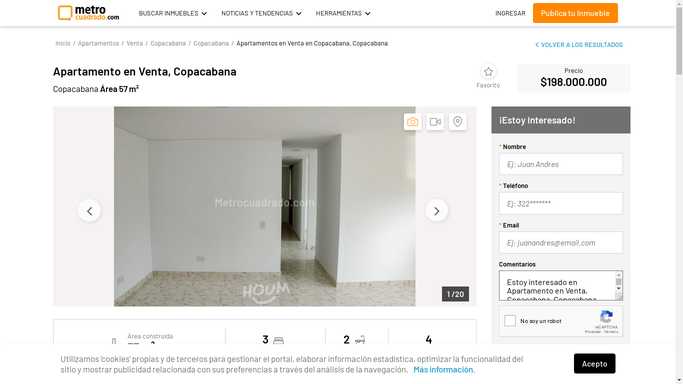 metro
cuadrado.com
BUSCAR INMUEBLES
NOTICIAS Y TENDENCIAS
HERRAMIENTAS
INGRESAR
Publica tu Inmueble
Inicio / Apartamentos / Venta / Copacabana / Copacabana / Apartamentos en Venta en Copacabana, Copacabana
VOLVER A LOS RESULTADOS
Apartamento en Venta, Copacabana
Copacabana Área 57 m²
Favorito
Precio
$198.000.000
Metrocuadrado.com
HOUM
1 / 20
¡Estoy Interesado!
* Nombre
Ej: Juan Andres
* Teléfono
Ej: 322*******
* Email
Ej: juanandres@email.com
Comentarios
Estoy interesado en
Apartamento en Venta,
Copacabana, Copacabana
No soy un robot
reCAPTCHA
Privacidad - Términos
Área construida
3
2
4
Utilizamos 'cookies' propias y de terceros para gestionar el portal, elaborar información estadística, optimizar la funcionalidad del
sitio y mostrar publicidad relacionada con sus preferencias a través del análisis de la navegación. Más información.
Acepto